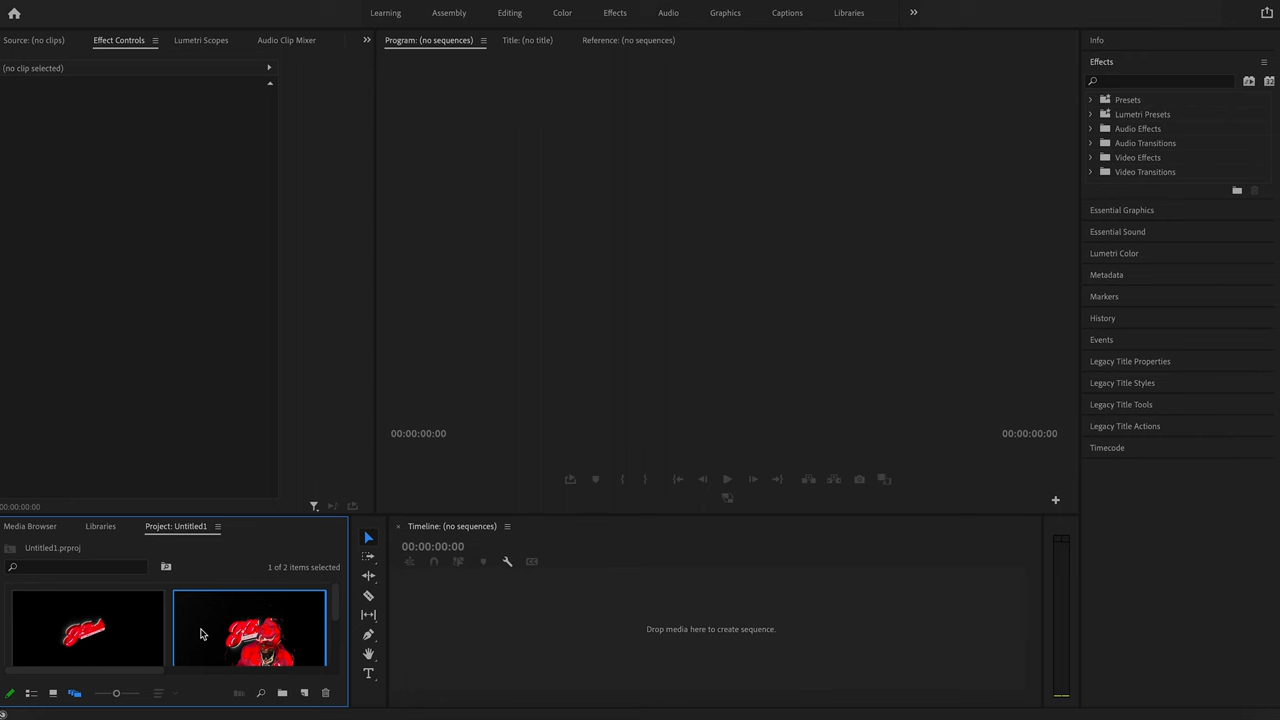 Learning Assembly Editing Color Effects Audio Graphics Captions Libraries
Source: (no clips) Effect Controls Lumetri Scopes Audio Clip Mixer
Program: (no sequences) Title: (no title) Reference: (no sequences)
(no clip selected)
Info
Effects
Presets
Lumetri Presets
Audio Effects
Audio Transitions
Video Effects
Video Transitions
Essential Graphics
Essential Sound
Lumetri Color
Metadata
Markers
History
Events
Legacy Title Properties
Legacy Title Styles
Legacy Title Tools
Legacy Title Actions
Timecode
00:00:00:00 00:00:00:00
00:00:00:00
Media Browser Libraries Project: Untitled1
Untitled1.prproj
1 of 2 items selected
Timeline: (no sequences)
00:00:00:00
Drop media here to create sequence.